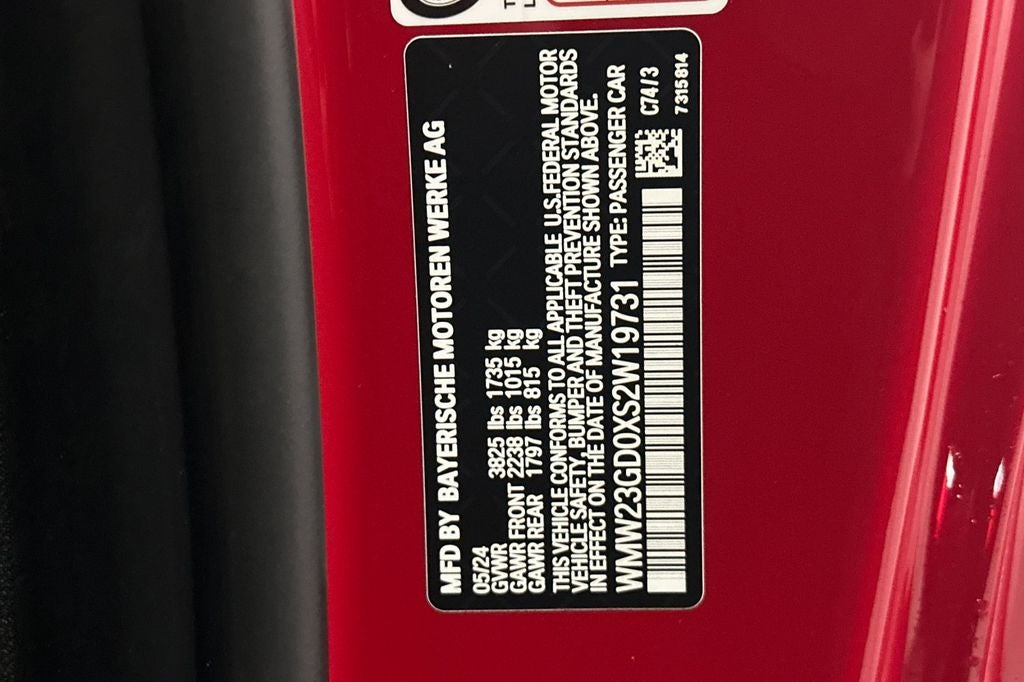 MFD BY BAYERISCHE MOTOREN WERKE AG
05/24
GVWR 3825 lbs 1735 kg
GAWR FRONT 2238 lbs 1015 kg
GAWR REAR 1797 lbs 815 kg
THIS VEHICLE CONFORMS TO ALL APPLICABLE U.S.FEDERAL MOTOR
VEHICLE SAFETY, BUMPER AND THEFT PREVENTION STANDARDS
IN EFFECT ON THE DATE OF MANUFACTURE SHOWN ABOVE.
WMW23GD0XS2W19731 TYPE: PASSENGER CAR
C74/3
7315814